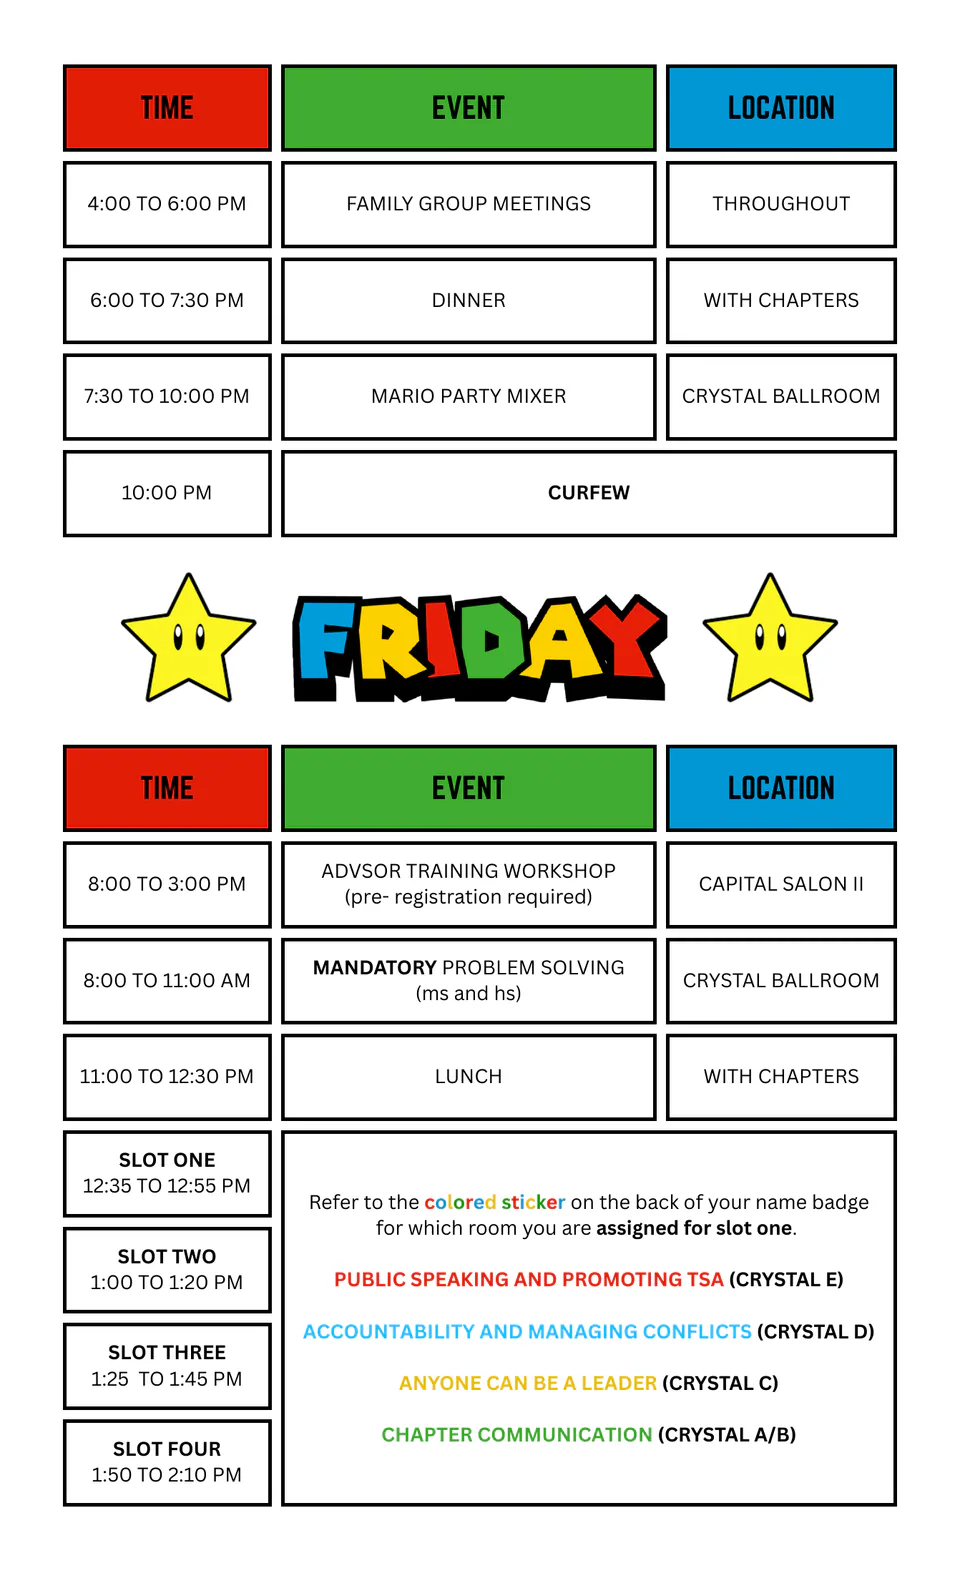 TIME EVENT LOCATION
4:00 TO 6:00 PM FAMILY GROUP MEETINGS THROUGHOUT
6:00 TO 7:30 PM DINNER WITH CHAPTERS
7:30 TO 10:00 PM MARIO PARTY MIXER CRYSTAL BALLROOM
10:00 PM CURFEW
FRIDAY
TIME EVENT LOCATION
8:00 TO 3:00 PM ADVSOR TRAINING WORKSHOP
(pre- registration required) CAPITAL SALON II
8:00 TO 11:00 AM MANDATORY PROBLEM SOLVING
(ms and hs) CRYSTAL BALLROOM
11:00 TO 12:30 PM LUNCH WITH CHAPTERS
SLOT ONE
12:35 TO 12:55 PM
SLOT TWO
1:00 TO 1:20 PM
SLOT THREE
1:25 TO 1:45 PM
SLOT FOUR
1:50 TO 2:10 PM
Refer to the colored sticker on the back of your name badge
for which room you are assigned for slot one.
PUBLIC SPEAKING AND PROMOTING TSA (CRYSTAL E)
ACCOUNTABILITY AND MANAGING CONFLICTS (CRYSTAL D)
ANYONE CAN BE A LEADER (CRYSTAL C)
CHAPTER COMMUNICATION (CRYSTAL A/B)